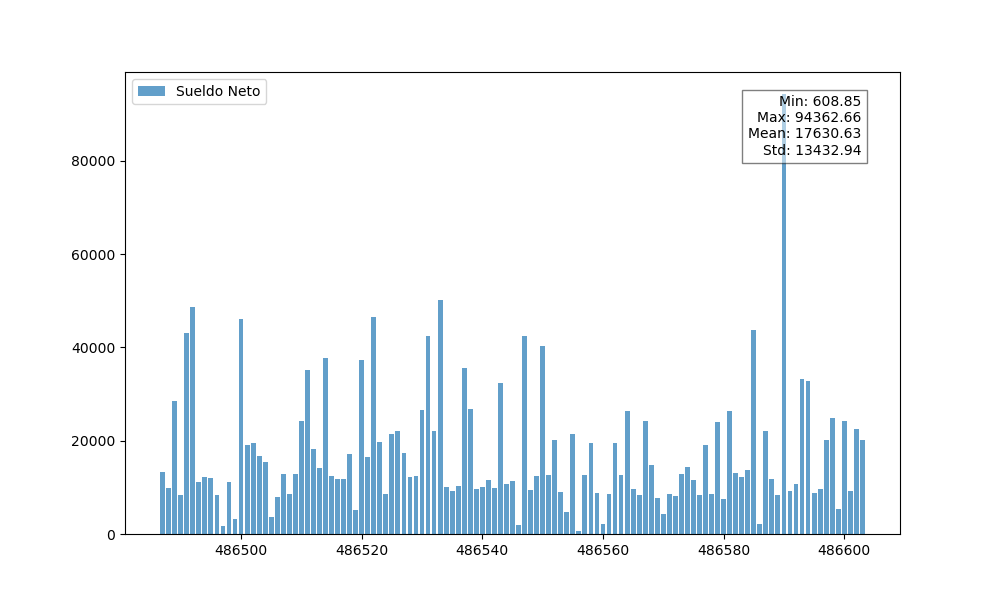 Sueldo Neto
Min: 608.85
Max: 94362.66
Mean: 17630.63
Std: 13432.94
80000
60000
40000
20000
0
486500 486520 486540 486560 486580 486600